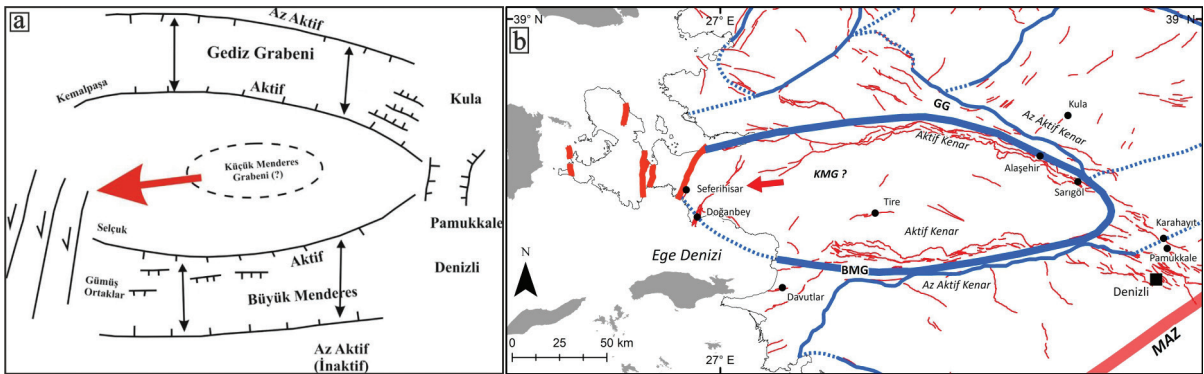 a
Az Aktif
Gediz Grabeni
Kemalpaşa
Aktif
Kula
Küçük Menderes
Grabeni (?)
Pamukkale
Selçuk
Aktif
Denizli
Gümüş
Ortaklar
Büyük Menderes
Az Aktif
(İnaktif)
39° N
27° E
39° N
b
GG
Kula
Az Aktif Kenar
Aktif Kenar
Alaşehir
KMG ?
Sarıgöl
Seferihisar
Tire
Doğanbey
Aktif Kenar
Karahayıt
Pamukkale
Ege Denizi
N
BMG
Az Aktif Kenar
Denizli
Davutlar
MAZ
0 25 50 km
27° E